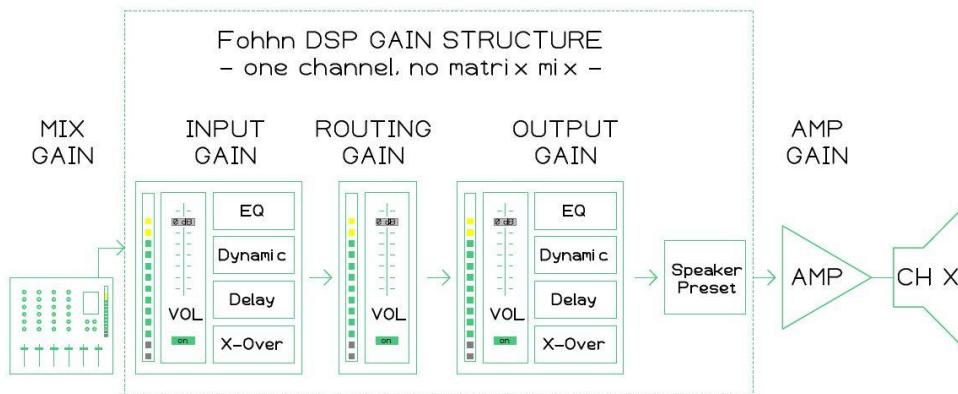 Fohhn DSP GAIN STRUCTURE
- one channel, no matrix mix -
MIX
GAIN
INPUT
GAIN
ROUTING
GAIN
OUTPUT
GAIN
AMP
GAIN
0 dB
VOL
on
EQ
Dynamic
Delay
X-Over
0 dB
VOL
on
0 dB
VOL
on
EQ
Dynamic
Delay
X-Over
Speaker
Preset
AMP
CH X